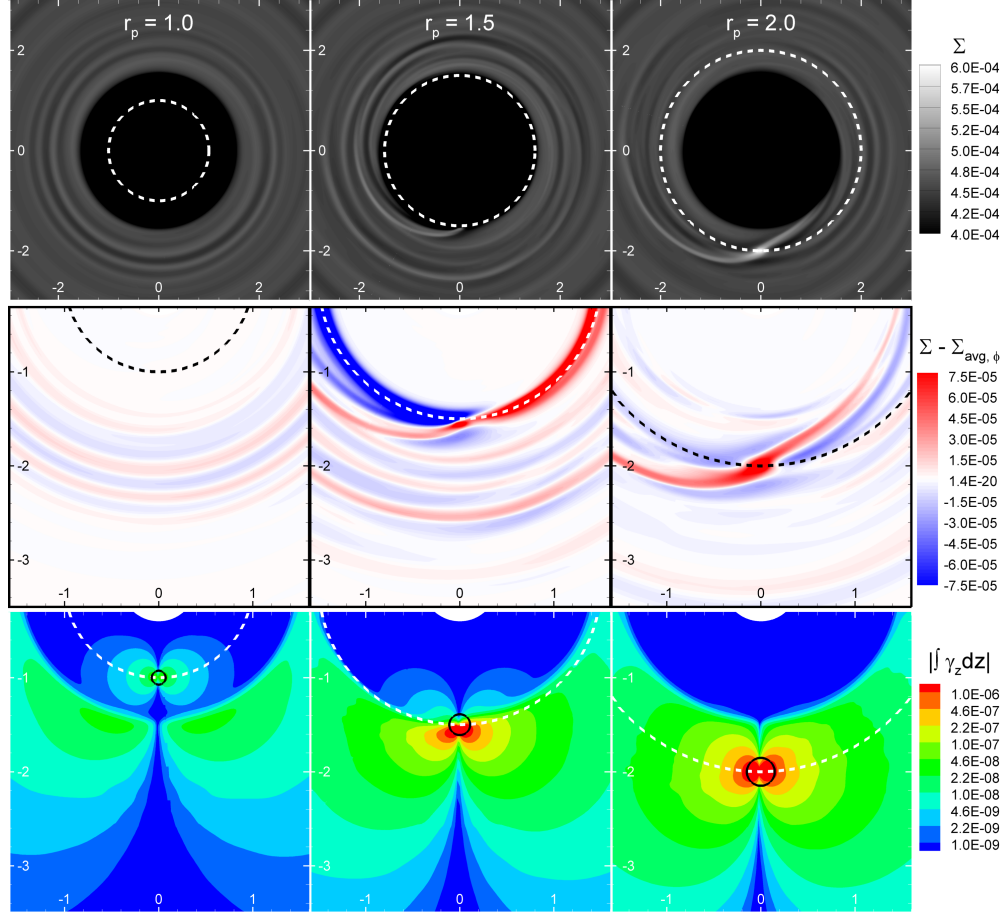 r_p = 1.0
r_p = 1.5
r_p = 2.0
2
0
-2
-2
0
2
-2
0
2
-2
0
2
Σ
6.0E-04
5.7E-04
5.5E-04
5.2E-04
5.0E-04
4.8E-04
4.5E-04
4.2E-04
4.0E-04
-1
-2
-3
-1
0
1
-1
0
1
-1
0
1
Σ - Σ_avg, ϕ
7.5E-05
6.0E-05
4.5E-05
3.0E-05
1.5E-05
1.4E-20
-1.5E-05
-3.0E-05
-4.5E-05
-6.0E-05
-7.5E-05
-1
-2
-3
-1
0
1
-1
0
1
-1
0
1
|∫ γ_z dz|
1.0E-06
4.6E-07
2.2E-07
1.0E-07
4.6E-08
2.2E-08
1.0E-08
4.6E-09
2.2E-09
1.0E-09